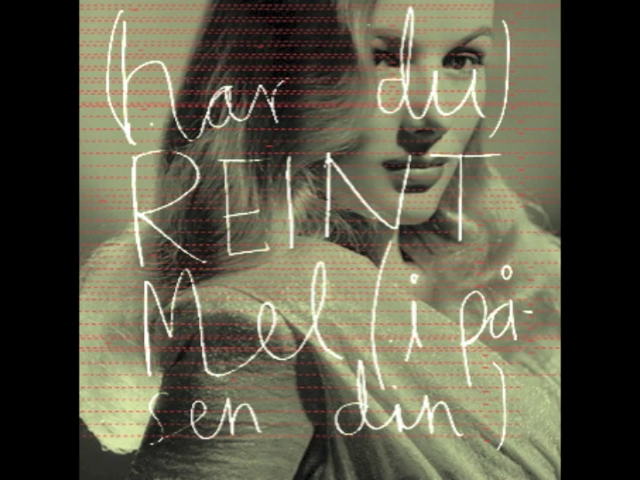 (har du)
REINT
Mel (i på-
sen din)